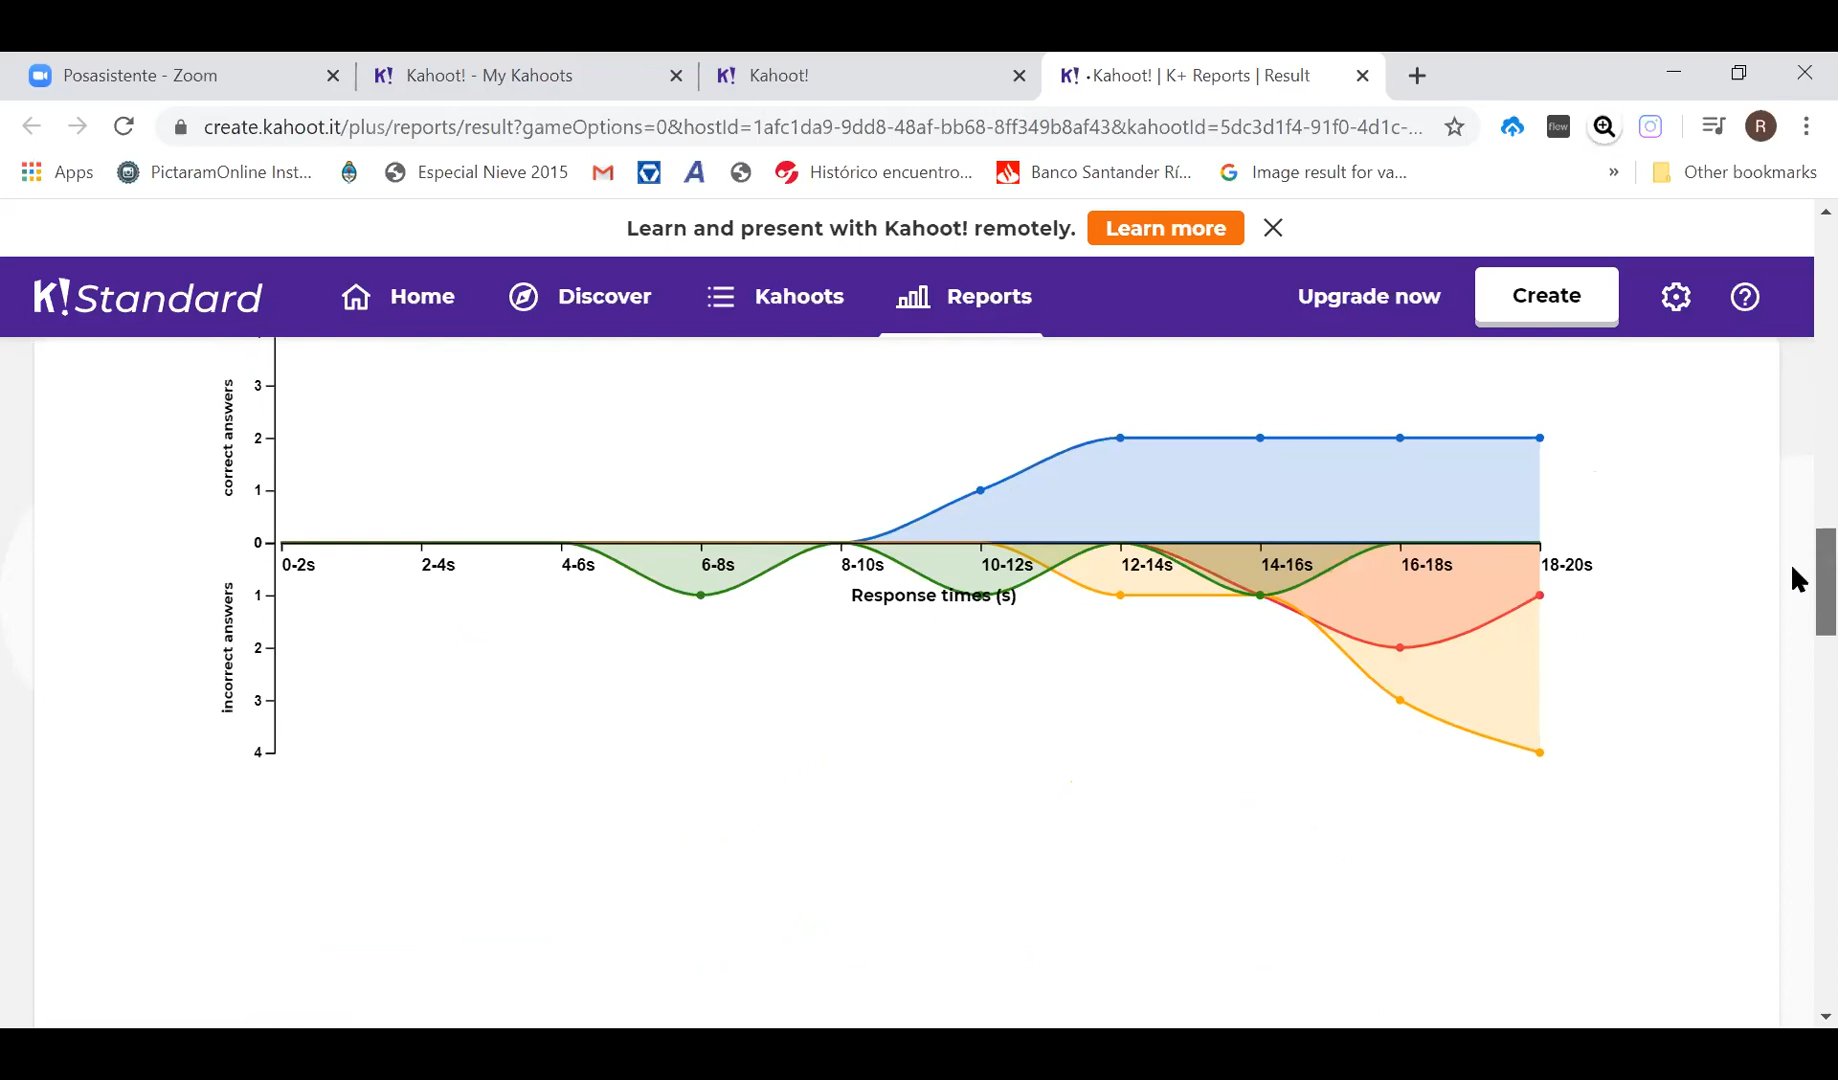 Posasistente - Zoom
Kahoot! - My Kahoots
Kahoot!
·Kahoot! | K+ Reports | Result
create.kahoot.it/plus/reports/result?gameOptions=0&hostId=1afc1da9-9dd8-48af-bb68-8ff349b8af43&kahootId=5dc3d1f4-91f0-4d1c-...
flow
R
Apps
PictaramOnline Inst...
Especial Nieve 2015
Histórico encuentro...
Banco Santander Rí...
Image result for va...
»
Other bookmarks
Learn and present with Kahoot! remotely.
Learn more
K!Standard
Home
Discover
Kahoots
Reports
Upgrade now
Create
correct answers
3
2
1
0
0-2s 2-4s 4-6s 6-8s 8-10s 10-12s 12-14s 14-16s 16-18s 18-20s
Response times (s)
incorrect answers
1
2
3
4